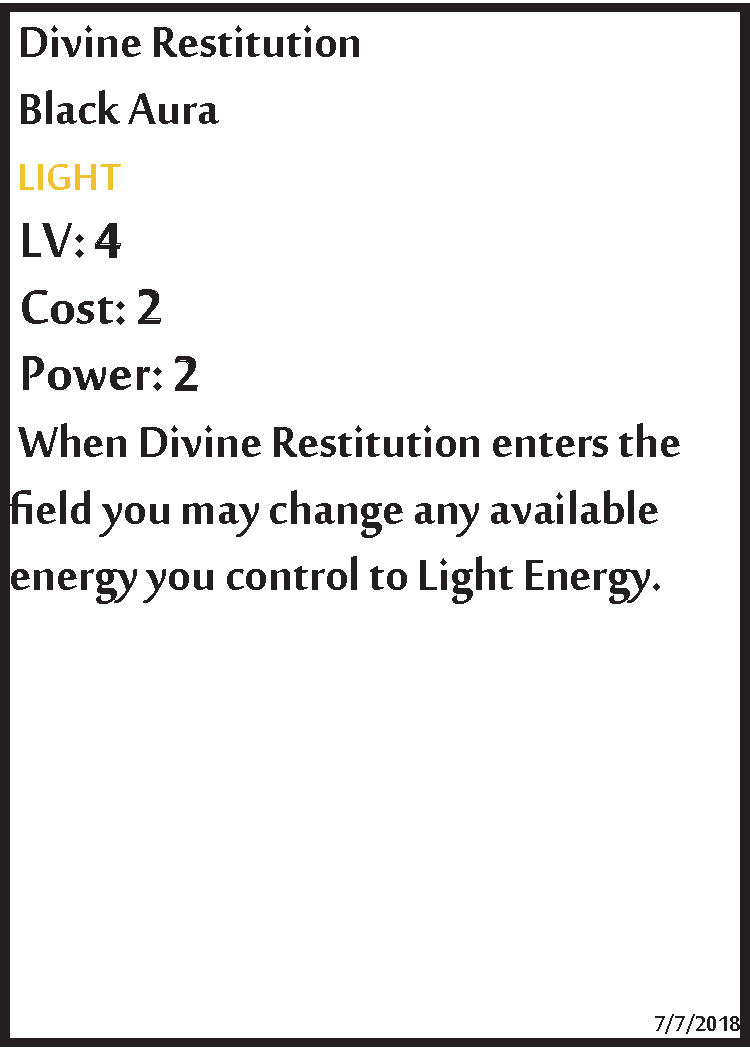 Divine Restitution
Black Aura
LIGHT
LV: 4
Cost: 2
Power: 2
When Divine Restitution enters the
field you may change any available
energy you control to Light Energy.
7/7/2018